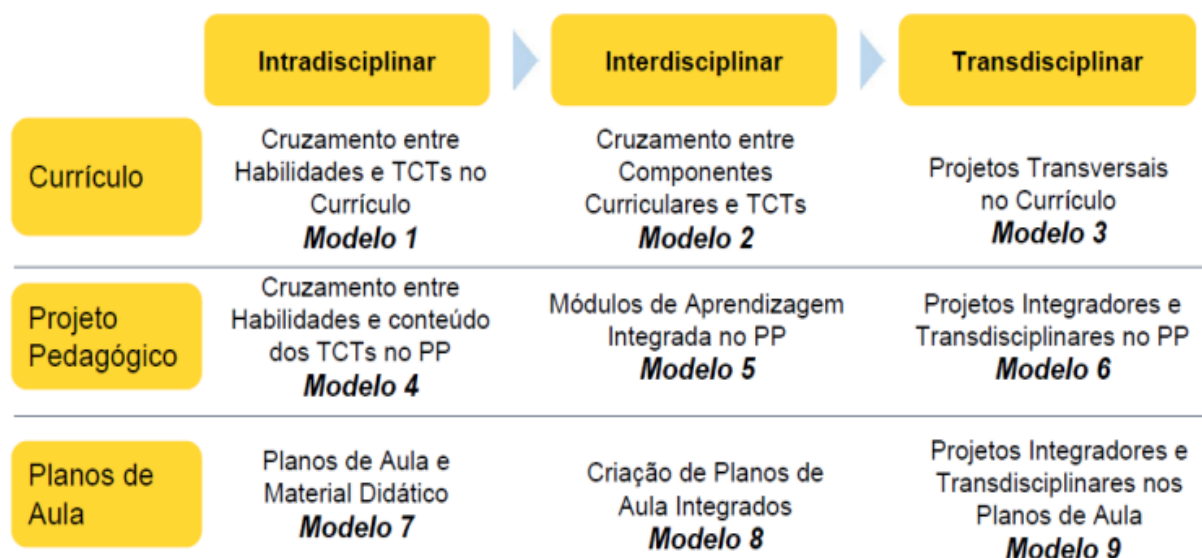 Intradisciplinar
Interdisciplinar
Transdisciplinar
Currículo
Cruzamento entre
Habilidades e TCTs no
Currículo
Modelo 1
Cruzamento entre
Componentes
Curriculares e TCTs
Modelo 2
Projetos Transversais
no Currículo
Modelo 3
Projeto
Pedagógico
Cruzamento entre
Habilidades e conteúdo
dos TCTs no PP
Modelo 4
Módulos de Aprendizagem
Integrada no PP
Modelo 5
Projetos Integradores e
Transdisciplinares no PP
Modelo 6
Planos de
Aula
Planos de Aula e
Material Didático
Modelo 7
Criação de Planos de
Aula Integrados
Modelo 8
Projetos Integradores e
Transdisciplinares nos
Planos de Aula
Modelo 9